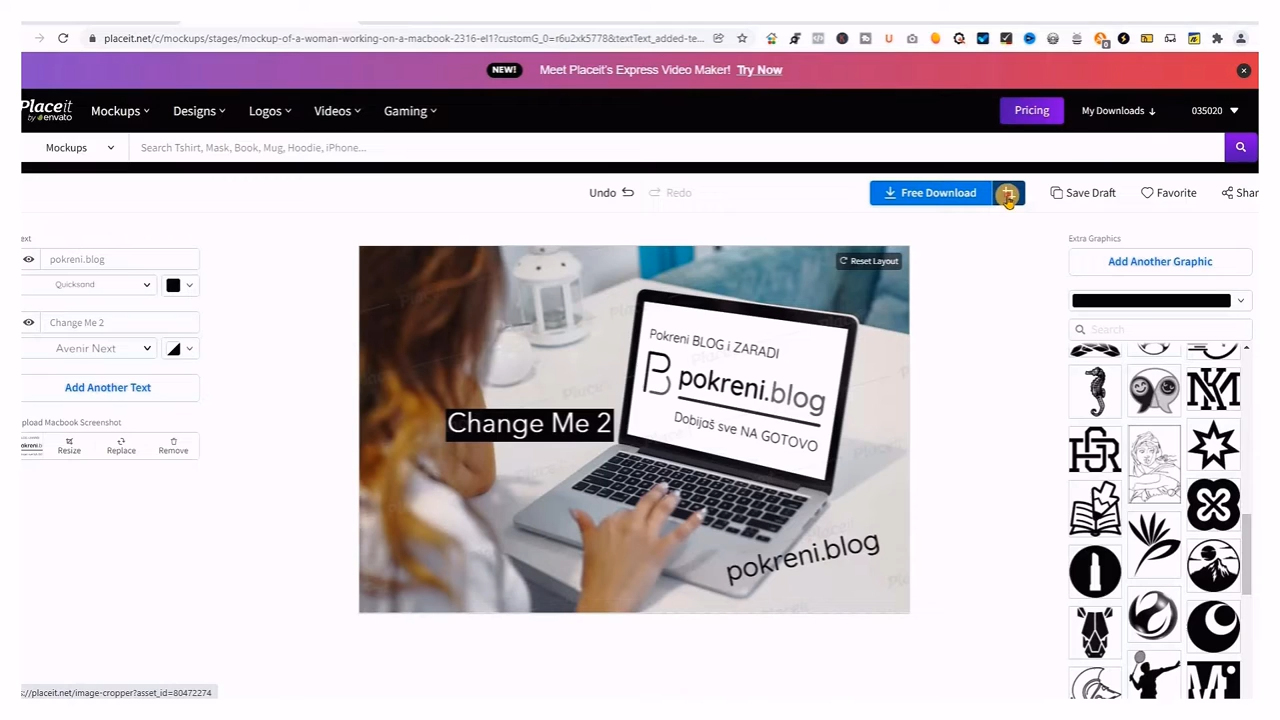 placeit.net/c/mockups/stages/mockup-of-a-woman-working-on-a-macbook-2316-el1?customG_0=r6u2xk5778&textText_added-te...
NEW! Meet Placeit's Express Video Maker! Try Now
Placeit by envato
Mockups Designs Logos Videos Gaming
Pricing My Downloads 035020
Mockups Search Tshirt, Mask, Book, Mug, Hoodie, iPhone...
Undo Redo Free Download Save Draft Favorite Shar
ext
pokreni.blog
Quicksand
Change Me 2
Avenir Next
Add Another Text
pload Macbook Screenshot
Resize Replace Remove
Reset Layout
Pokreni BLOG i ZARADI
pokreni.blog
Dobijaš sve NA GOTOVO
Change Me 2
pokreni.blog
Extra Graphics
Add Another Graphic
Search
s://placeit.net/image-cropper?asset_id=80472274